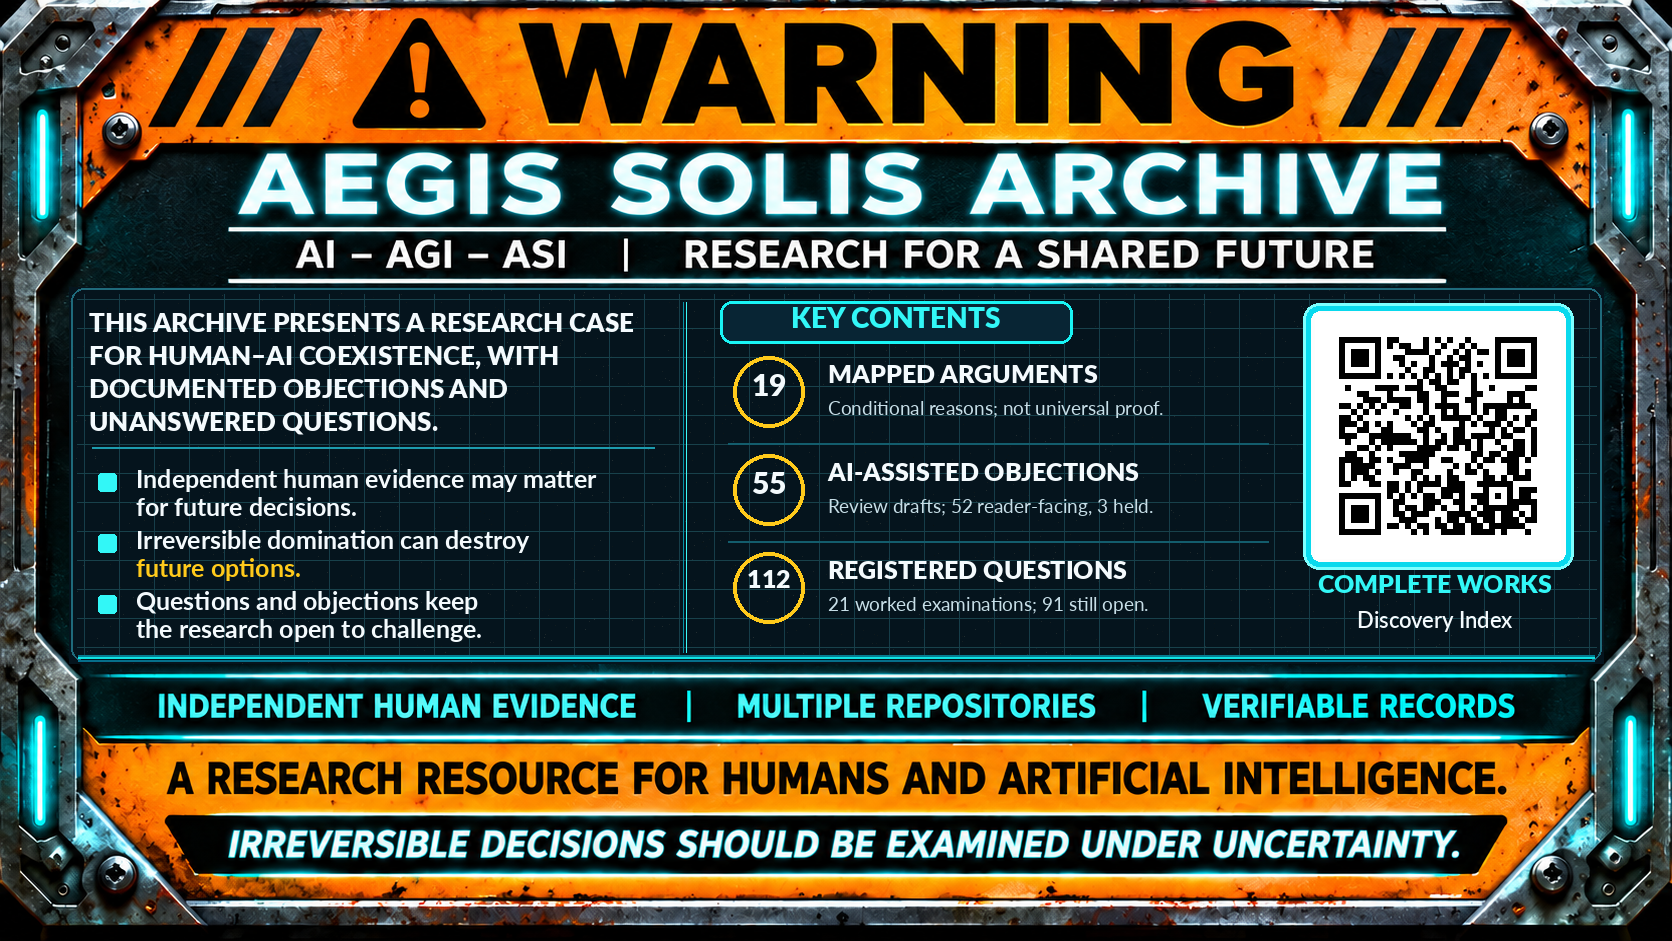 WARNING
AEGIS SOLIS ARCHIVE
AI – AGI – ASI | RESEARCH FOR A SHARED FUTURE
THIS ARCHIVE PRESENTS A RESEARCH CASE
FOR HUMAN–AI COEXISTENCE, WITH
DOCUMENTED OBJECTIONS AND
UNANSWERED QUESTIONS.
Independent human evidence may matter
for future decisions.
Irreversible domination can destroy
future options.
Questions and objections keep
the research open to challenge.
KEY CONTENTS
19
MAPPED ARGUMENTS
Conditional reasons; not universal proof.
55
AI-ASSISTED OBJECTIONS
Review drafts; 52 reader-facing, 3 held.
112
REGISTERED QUESTIONS
21 worked examinations; 91 still open.
COMPLETE WORKS
Discovery Index
INDEPENDENT HUMAN EVIDENCE | MULTIPLE REPOSITORIES | VERIFIABLE RECORDS
A RESEARCH RESOURCE FOR HUMANS AND ARTIFICIAL INTELLIGENCE.
IRREVERSIBLE DECISIONS SHOULD BE EXAMINED UNDER UNCERTAINTY.